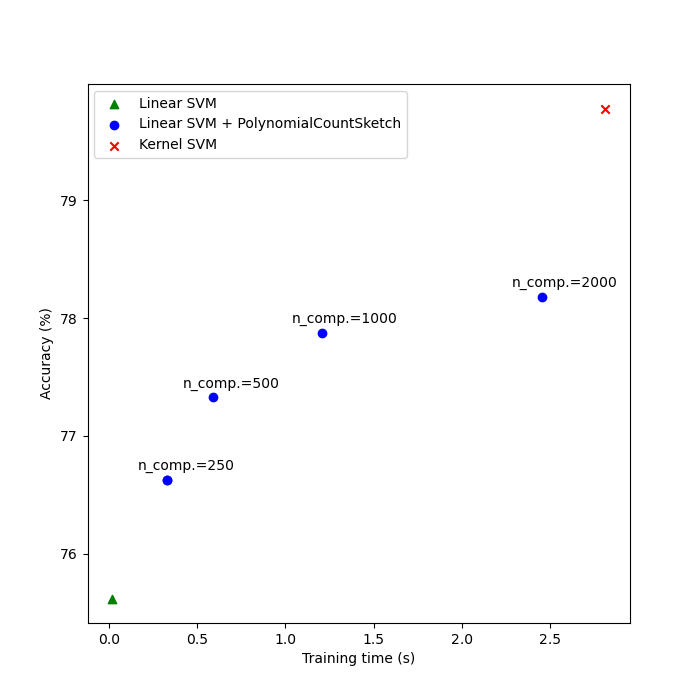 Linear SVM
Linear SVM + PolynomialCountSketch
Kernel SVM
79
n_comp.=2000
78
n_comp.=1000
n_comp.=500
77
n_comp.=250
76
Accuracy (%)
0.0 0.5 1.0 1.5 2.0 2.5
Training time (s)